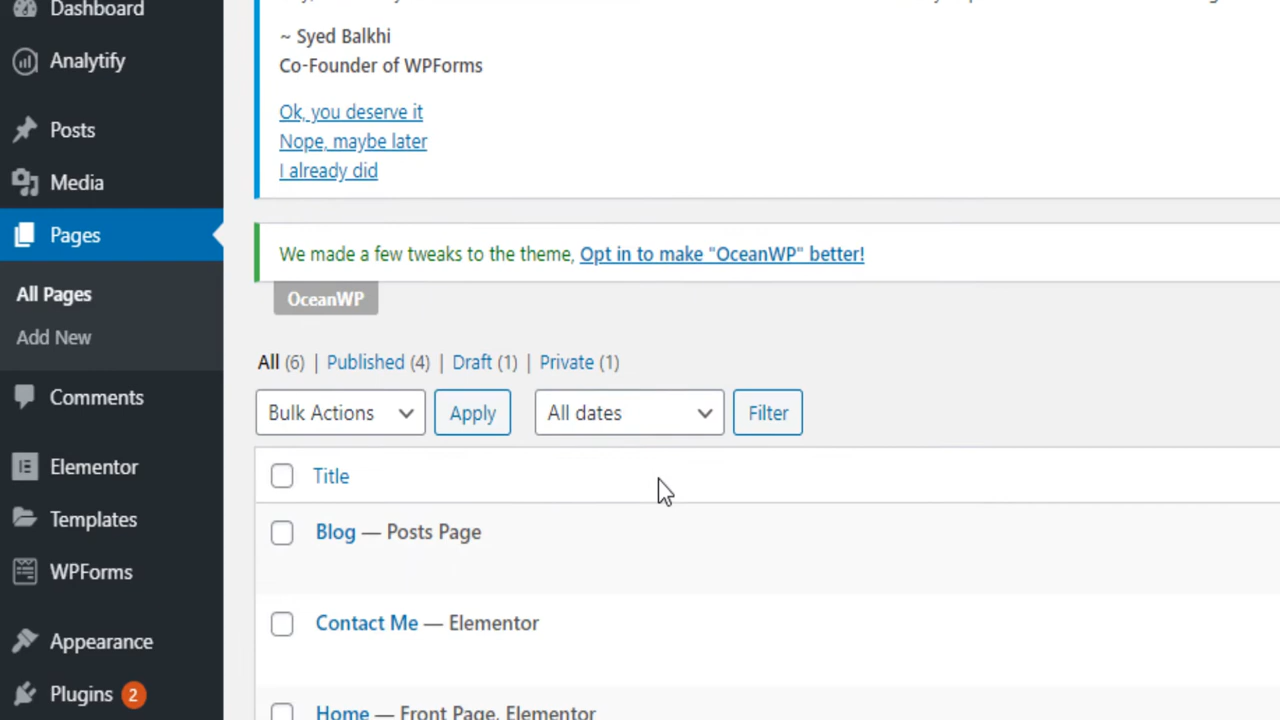 Dashboard
~ Syed Balkhi
Analytify
Co-Founder of WPForms
Ok, you deserve it
Posts
Nope, maybe later
I already did
Media
Pages
We made a few tweaks to the theme, Opt in to make "OceanWP" better!
All Pages
OceanWP
Add New
All (6) | Published (4) | Draft (1) | Private (1)
Comments
Bulk Actions Apply All dates Filter
Elementor
Title
Templates
Blog — Posts Page
WPForms
Contact Me — Elementor
Appearance
Plugins 2
Home — Front Page, Elementor